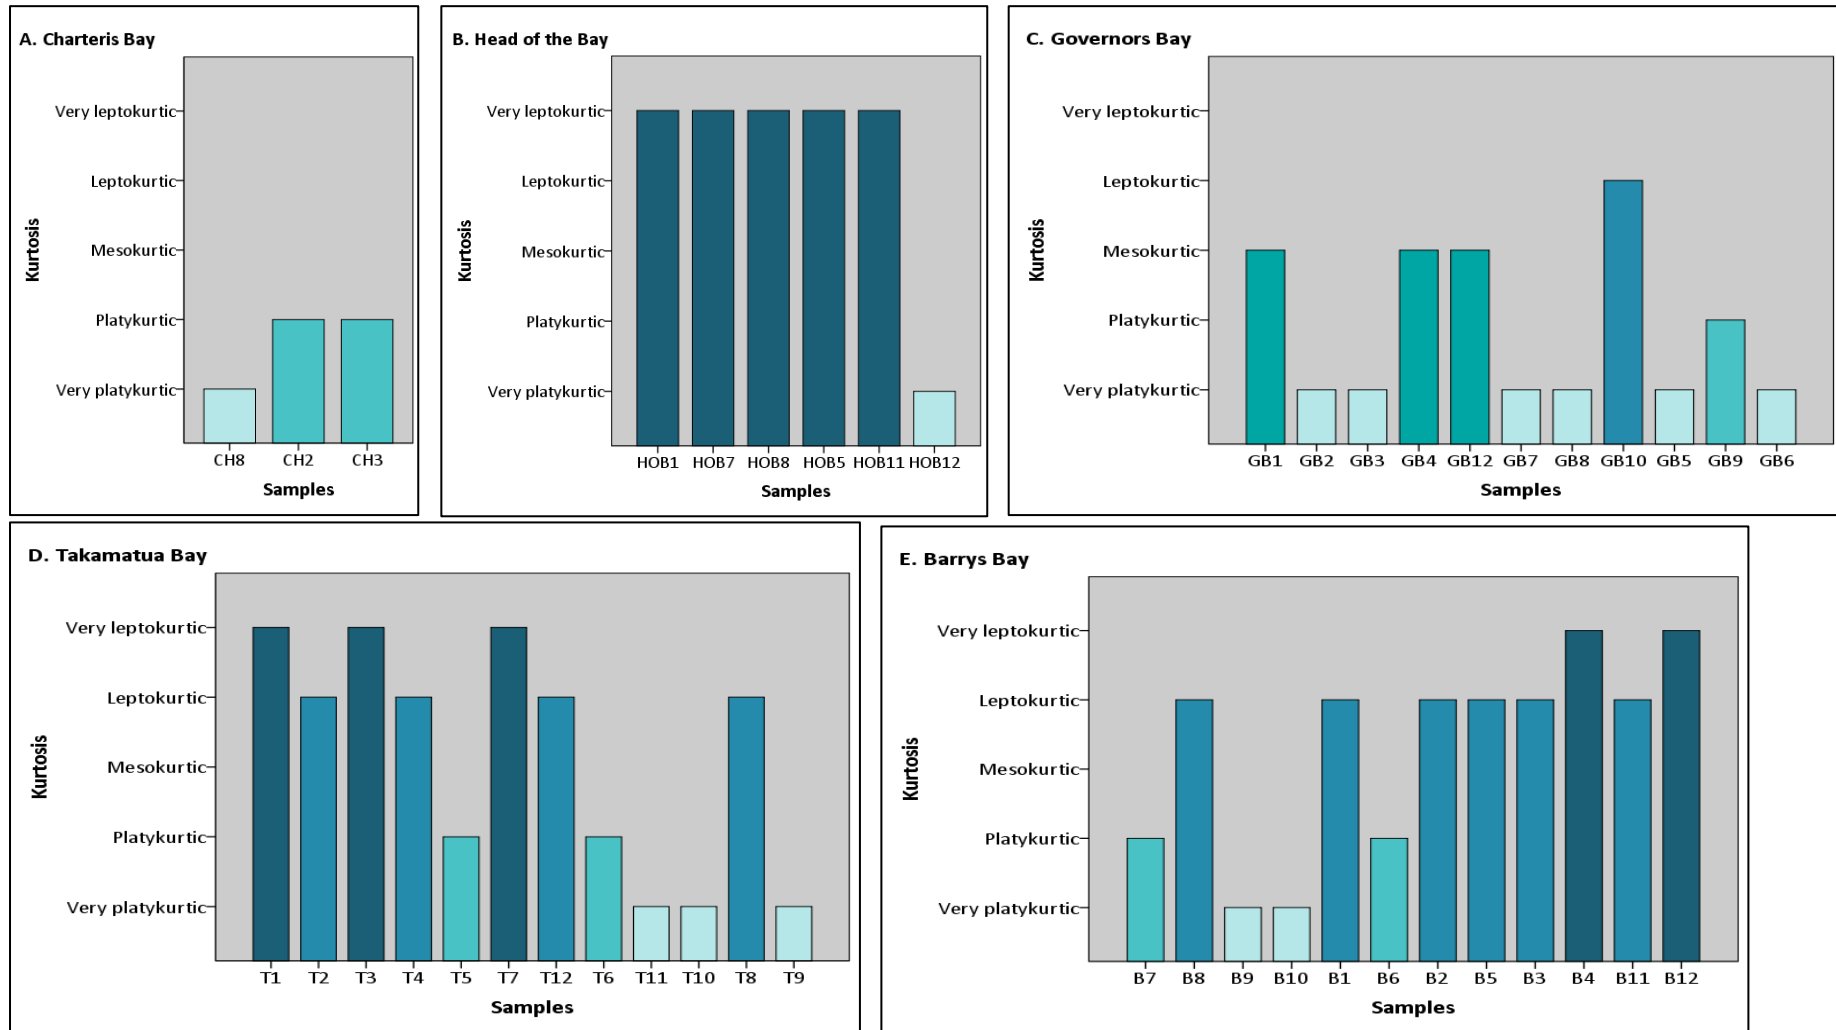 A. Charteris Bay
Kurtosis
Very leptokurtic
Leptokurtic
Mesokurtic
Platykurtic
Very platykurtic
CH8 CH2 CH3
Samples
B. Head of the Bay
Kurtosis
Very leptokurtic
Leptokurtic
Mesokurtic
Platykurtic
Very platykurtic
HOB1 HOB7 HOB8 HOB5 HOB11 HOB12
Samples
C. Governors Bay
Kurtosis
Very leptokurtic
Leptokurtic
Mesokurtic
Platykurtic
Very platykurtic
GB1 GB2 GB3 GB4 GB12 GB7 GB8 GB10 GB5 GB9 GB6
Samples
D. Takamatua Bay
Kurtosis
Very leptokurtic
Leptokurtic
Mesokurtic
Platykurtic
Very platykurtic
T1 T2 T3 T4 T5 T7 T12 T6 T11 T10 T8 T9
Samples
E. Barrys Bay
Kurtosis
Very leptokurtic
Leptokurtic
Mesokurtic
Platykurtic
Very platykurtic
B7 B8 B9 B10 B1 B6 B2 B5 B3 B4 B11 B12
Samples